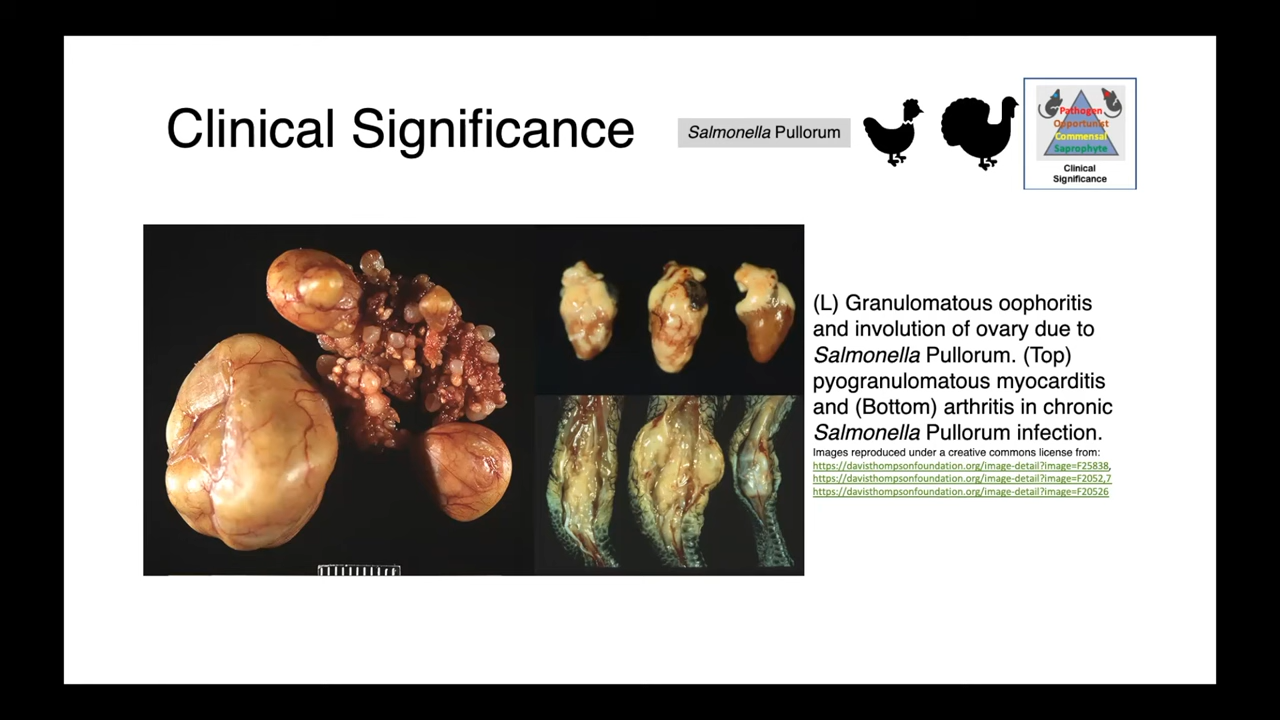 Clinical Significance
Salmonella Pullorum
Pathogen
Opportunist
Commensal
Saprophyte
Clinical
Significance
(L) Granulomatous oophoritis
and involution of ovary due to
Salmonella Pullorum. (Top)
pyogranulomatous myocarditis
and (Bottom) arthritis in chronic
Salmonella Pullorum infection.
Images reproduced under a creative commons license from:
https://davisthompsonfoundation.org/image-detail?image=F25838,
https://davisthompsonfoundation.org/image-detail?image=F2052,7
https://davisthompsonfoundation.org/image-detail?image=F20526